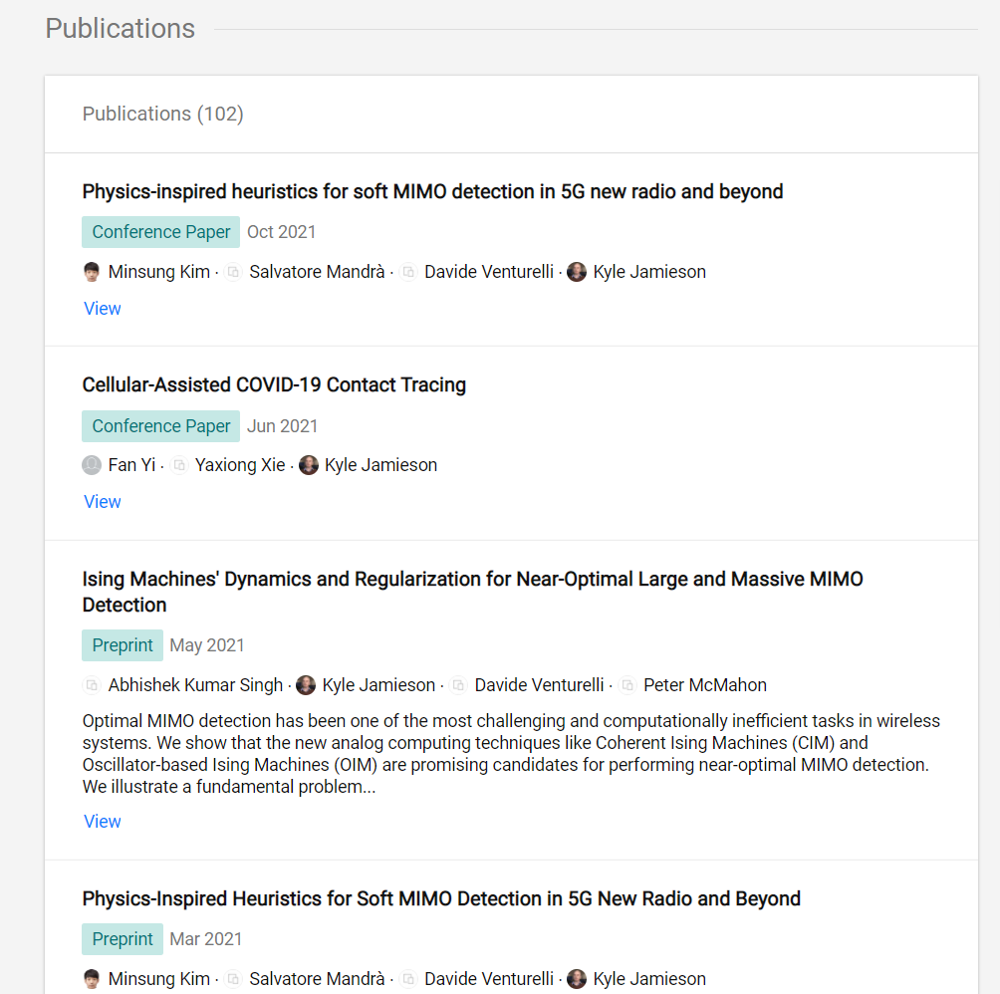 Publications
Publications (102)
Physics-inspired heuristics for soft MIMO detection in 5G new radio and beyond
Conference Paper Oct 2021
Minsung Kim · Salvatore Mandrà · Davide Venturelli · Kyle Jamieson
View
Cellular-Assisted COVID-19 Contact Tracing
Conference Paper Jun 2021
Fan Yi · Yaxiong Xie · Kyle Jamieson
View
Ising Machines' Dynamics and Regularization for Near-Optimal Large and Massive MIMO
Detection
Preprint May 2021
Abhishek Kumar Singh · Kyle Jamieson · Davide Venturelli · Peter McMahon
Optimal MIMO detection has been one of the most challenging and computationally inefficient tasks in wireless
systems. We show that the new analog computing techniques like Coherent Ising Machines (CIM) and
Oscillator-based Ising Machines (OIM) are promising candidates for performing near-optimal MIMO detection.
We illustrate a fundamental problem...
View
Physics-Inspired Heuristics for Soft MIMO Detection in 5G New Radio and Beyond
Preprint Mar 2021
Minsung Kim · Salvatore Mandrà · Davide Venturelli · Kyle Jamieson